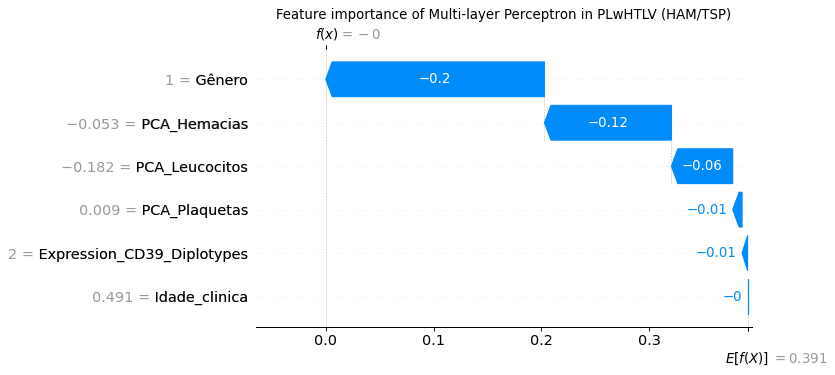 Feature importance of Multi-layer Perceptron in PLwHTLV (HAM/TSP)
f(x) = −0
1 = Gênero
−0.2
−0.053 = PCA_Hemacias
−0.12
−0.182 = PCA_Leucocitos
−0.06
0.009 = PCA_Plaquetas
−0.01
2 = Expression_CD39_Diplotypes
−0.01
0.491 = Idade_clinica
−0
0.0 0.1 0.2 0.3
E[f(X)] = 0.391